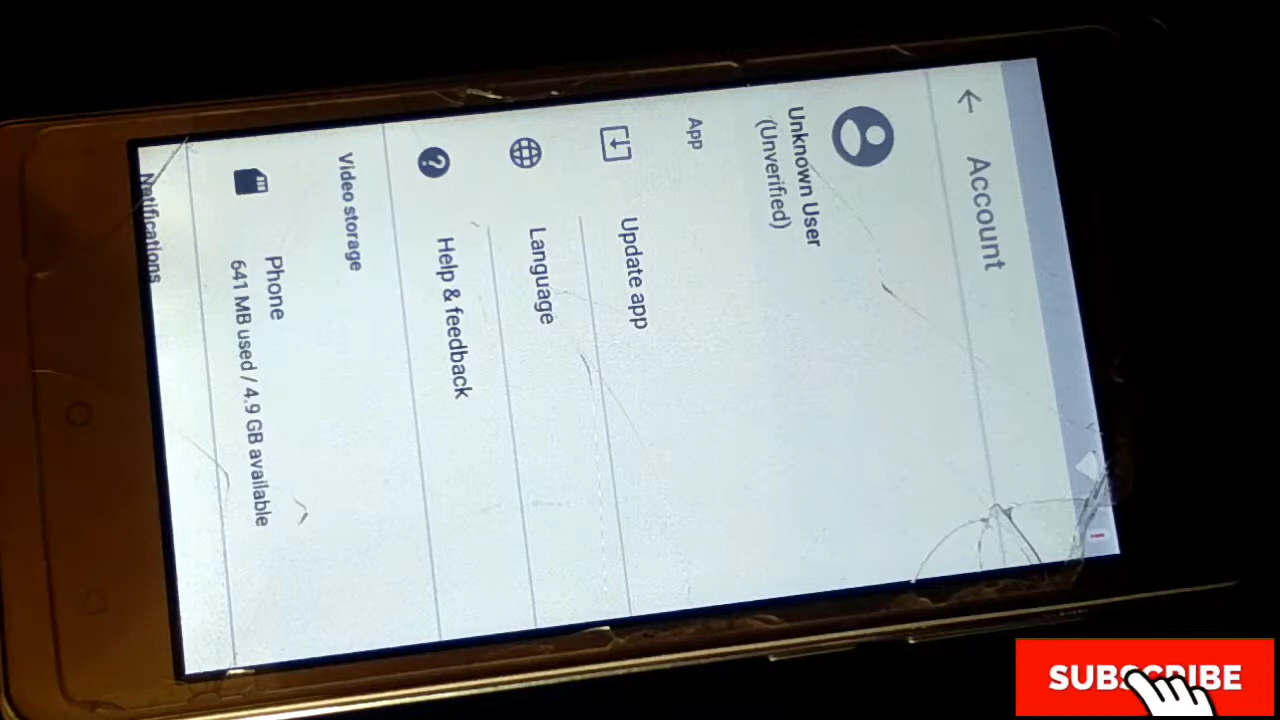 Account
Unknown User
(Unverified)
App
Update app
Language
Help & feedback
Video storage
Phone
641 MB used / 4.9 GB available
Notifications
SUBSCRIBE